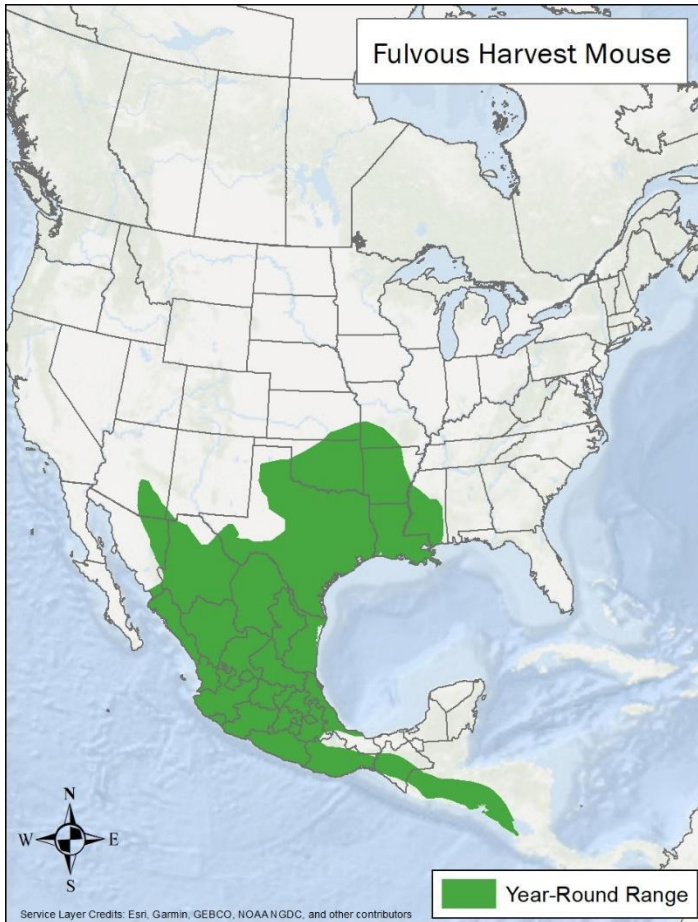 Fulvous Harvest Mouse
N
W E
S
Year-Round Range
Service Layer Credits: Esri, Garmin, GEBCO, NOAA NGDC, and other contributors